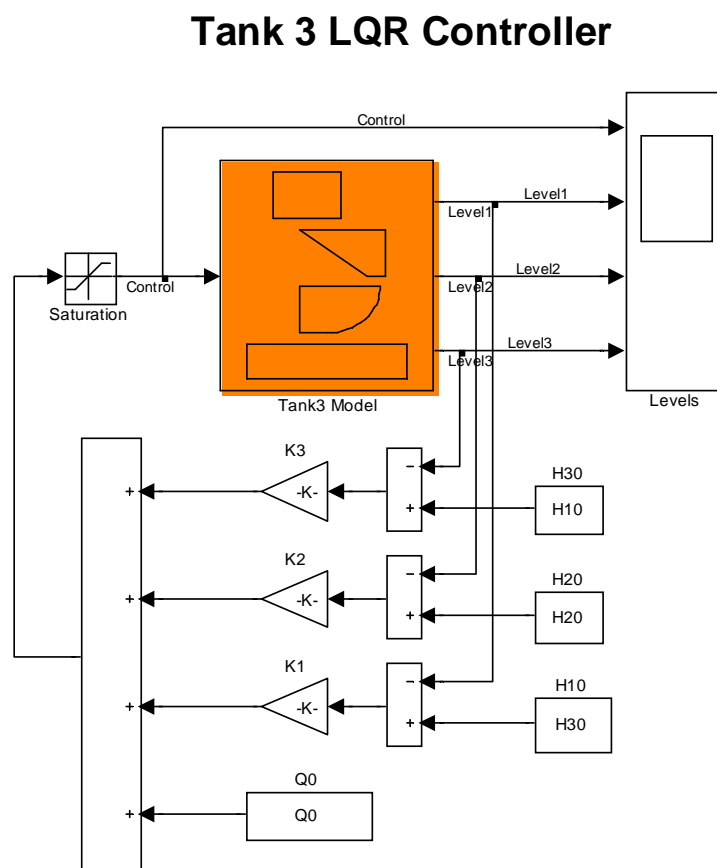 Tank 3 LQR Controller
Control
Level1
Level1
Level2
Level2
Control
Saturation
Level3
Level3
Tank3 Model
Levels
K3
-K-
+
−
+
H30
H10
K2
-K-
+
−
+
H20
H20
K1
-K-
+
−
+
H10
H30
Q0
Q0
+